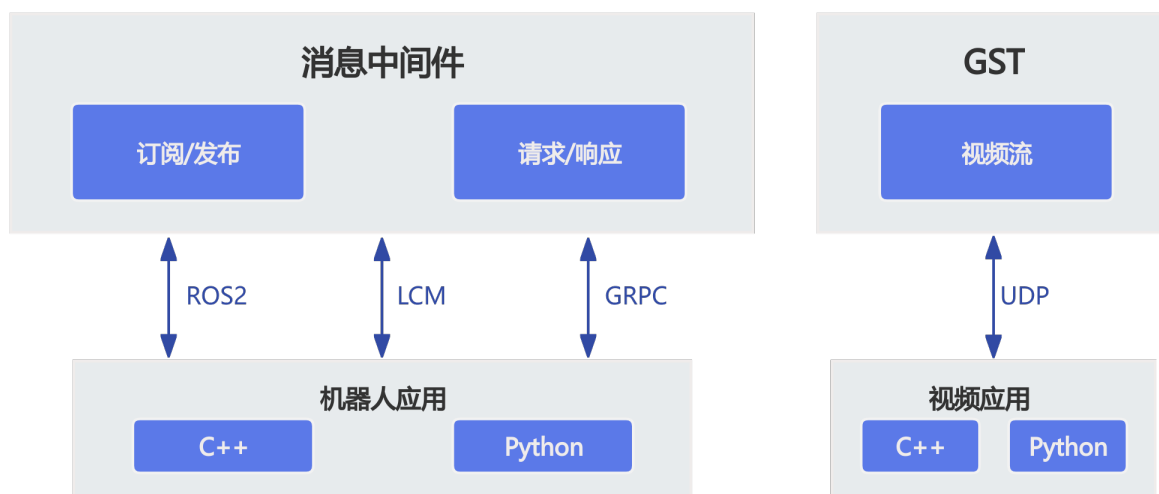 消息中间件
订阅/发布
请求/响应
GST
视频流
ROS2
LCM
GRPC
UDP
机器人应用
C++
Python
视频应用
C++
Python